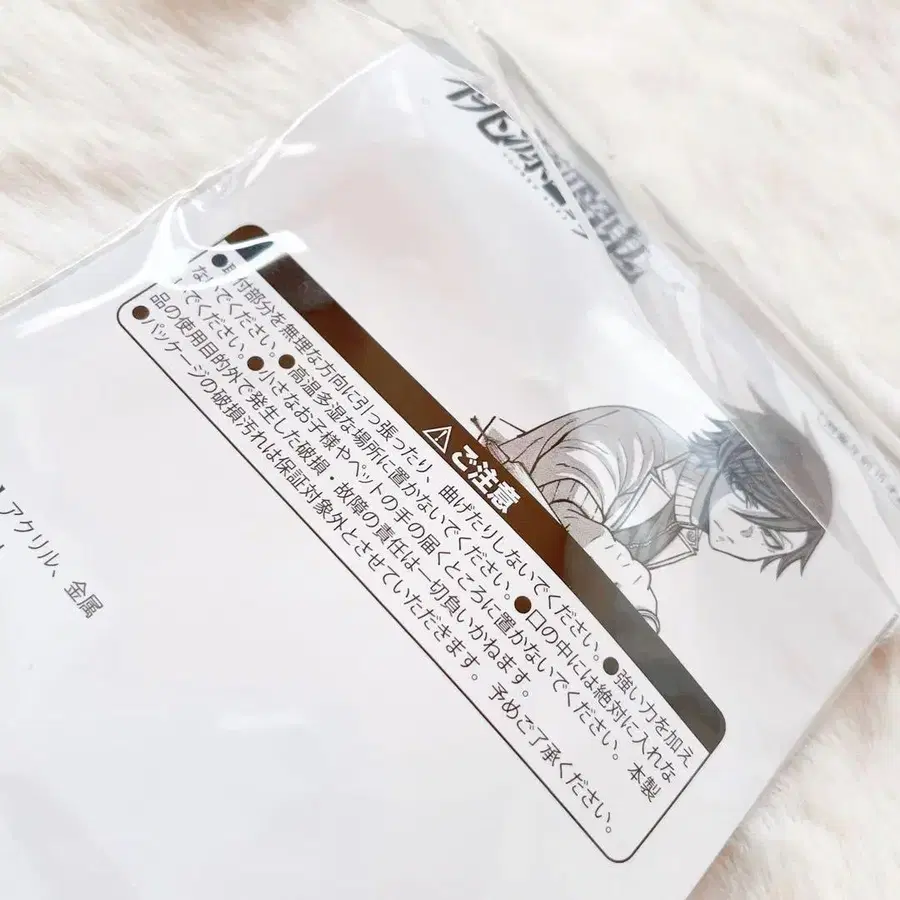 ⚠ご注意
●取付部分を無理な方向に引っ張ったり、曲げたりしないでください。●強い力を加え
ないでください。●高温多湿な場所に置かないでください。●口の中には絶対に入れな
いでください。●小さなお子様やペットの手の届くところに置かないでください。本製
品の使用目的外で発生した破損・故障の責任は一切負いかねます。
●パッケージの破損汚れは保証対象外とさせていただきます。予めご了承ください。
アクリル、金属